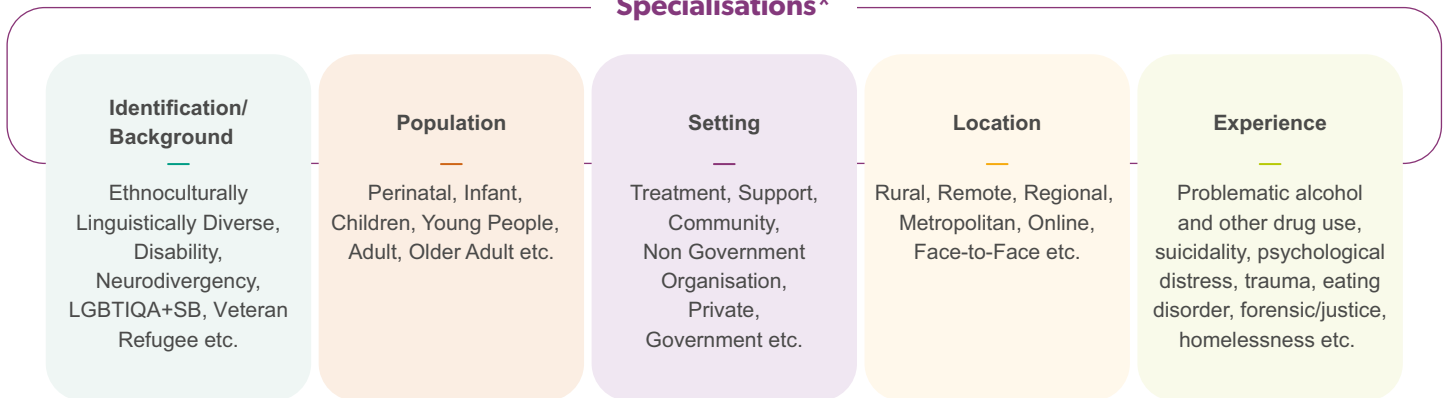 Specialisations*
Identification/
Background
Ethnoculturally
Linguistically Diverse,
Disability,
Neurodivergency,
LGBTIQA+SB, Veteran
Refugee etc.
Population
Perinatal, Infant,
Children, Young People,
Adult, Older Adult etc.
Setting
Treatment, Support,
Community,
Non Government
Organisation,
Private,
Government etc.
Location
Rural, Remote, Regional,
Metropolitan, Online,
Face-to-Face etc.
Experience
Problematic alcohol
and other drug use,
suicidality, psychological
distress, trauma, eating
disorder, forensic/justice,
homelessness etc.